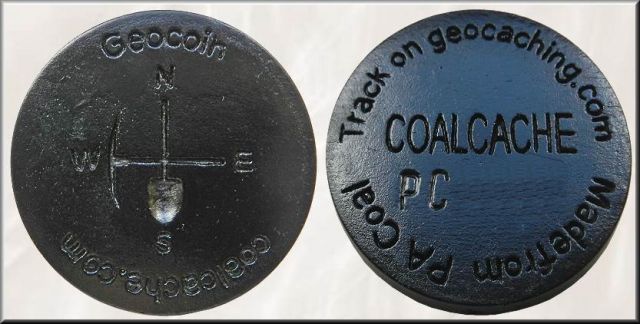 Geocoin
N
W E
S
coalcache.com
Track on geocaching.com
COALCACHE
PC
Made from PA Coal